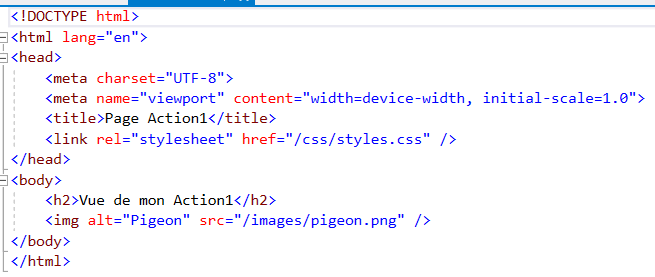 <!DOCTYPE html>
<html lang="en">
<head>
    <meta charset="UTF-8">
    <meta name="viewport" content="width=device-width, initial-scale=1.0">
    <title>Page Action1</title>
    <link rel="stylesheet" href="/css/styles.css" />
</head>
<body>
    <h2>Vue de mon Action1</h2>
    <img alt="Pigeon" src="/images/pigeon.png" />
</body>
</html>